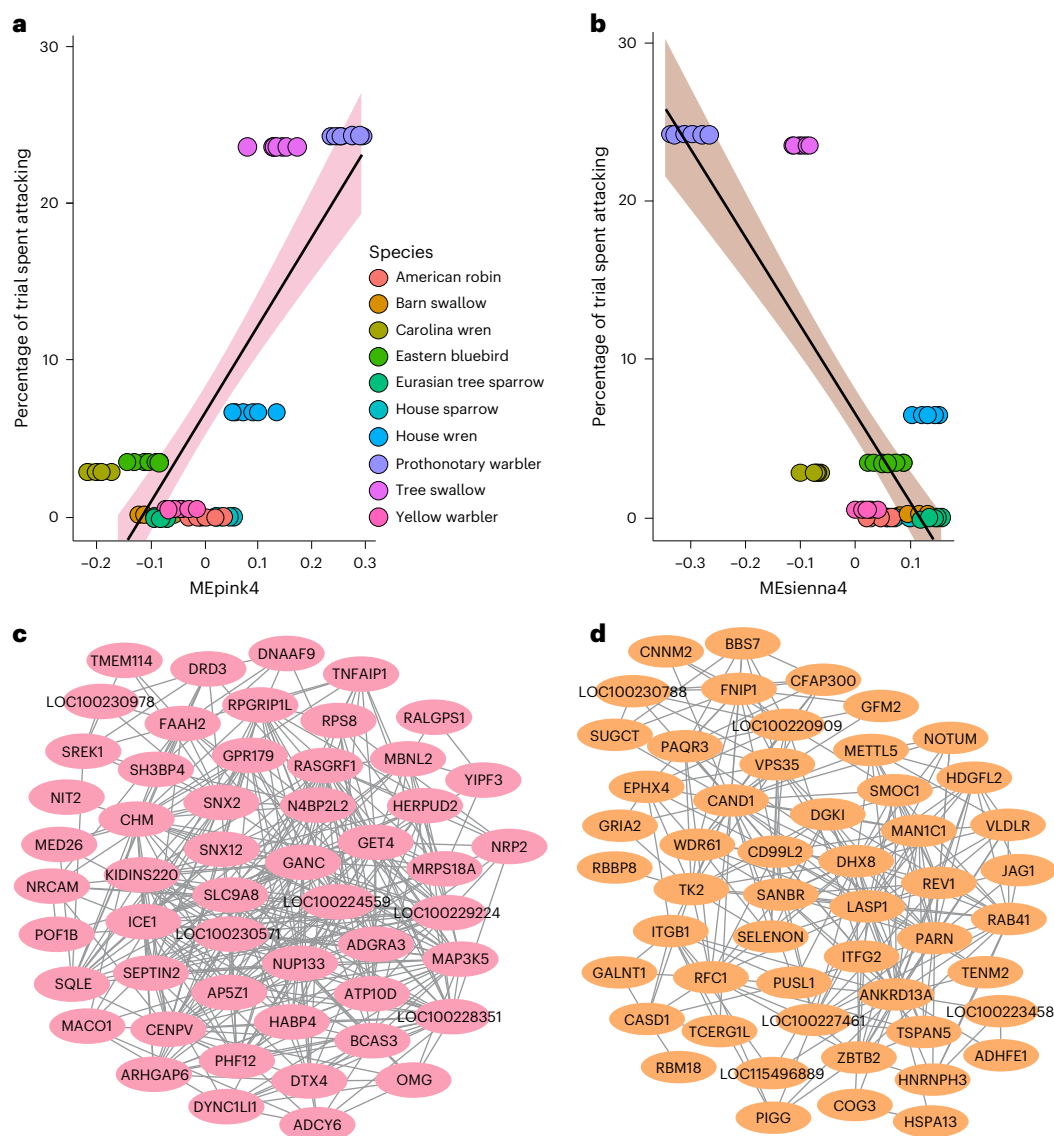 a
30
20
10
0
Percentage of trial spent attacking
−0.2
−0.1
0
0.1
0.2
0.3
MEpink4
Species
American robin
Barn swallow
Carolina wren
Eastern bluebird
Eurasian tree sparrow
House sparrow
House wren
Prothonotary warbler
Tree swallow
Yellow warbler
b
30
20
10
0
Percentage of trial spent attacking
−0.3
−0.2
−0.1
0
0.1
MEsienna4
c
DNAAF9
TMEM114
DRD3
TNFAIP1
LOC100230978
RPGRIP1L
FAAH2
RPS8
RALGPS1
SREK1
GPR179
MBNL2
SH3BP4
RASGRF1
YIPF3
NIT2
SNX2
N4BP2L2
HERPUD2
CHM
MED26
SNX12
GET4
NRP2
GANC
MRPS18A
NRCAM
KIDINS220
SLC9A8
LOC100224559
LOC100229224
ICE1
POF1B
LOC100230571
ADGRA3
MAP3K5
SQLE
SEPTIN2
NUP133
AP5Z1
ATP10D
LOC100228351
MACO1
CENPV
HABP4
BCAS3
ARHGAP6
PHF12
DTX4
OMG
DYNC1LI1
ADCY6
d
BBS7
CNNM2
CFAP300
LOC100230788
FNIP1
GFM2
LOC100220909
SUGCT
PAQR3
METTL5
NOTUM
VPS35
HDGFL2
EPHX4
SMOC1
CAND1
DGKI
GRIA2
MAN1C1
VLDLR
WDR61
CD99L2
DHX8
RBBP8
JAG1
TK2
SANBR
REV1
LASP1
RAB41
ITGB1
SELENON
PARN
ITFG2
GALNT1
RFC1
PUSL1
TENM2
ANKRD13A
CASD1
LOC100223458
TCERG1L
LOC100227461
TSPAN5
ADHFE1
RBM18
ZBTB2
LOC115496889
HNRNPH3
PIGG
COG3
HSPA13